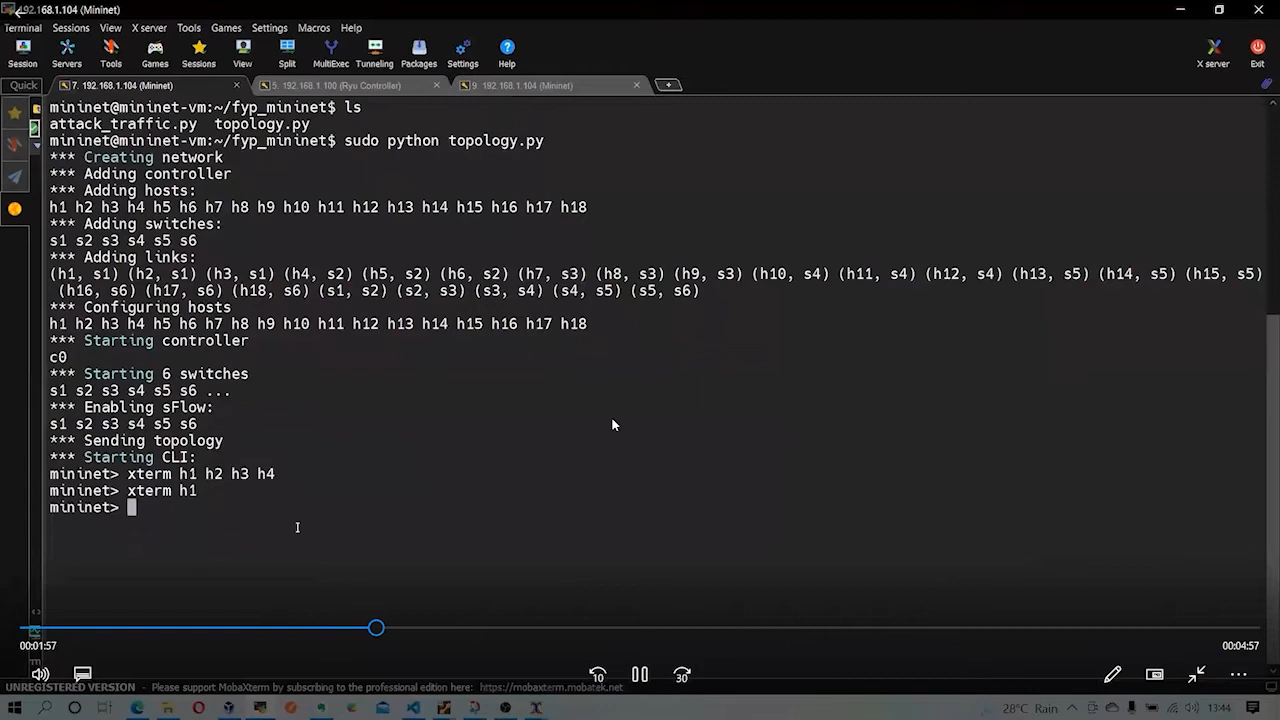 192.168.1.104 (Mininet)
Terminal Sessions View X server Tools Games Settings Macros Help
Session Servers Tools Games Sessions View Split MultiExec Tunneling Packages Settings Help X server Exit
Quick 7. 192.168.1.104 (Mininet) 5. 192.168.1.100 (Ryu Controller) 9. 192.168.1.104 (Mininet)
mininet@mininet-vm:~/fyp_mininet$ ls
attack_traffic.py topology.py
mininet@mininet-vm:~/fyp_mininet$ sudo python topology.py
*** Creating network
*** Adding controller
*** Adding hosts:
h1 h2 h3 h4 h5 h6 h7 h8 h9 h10 h11 h12 h13 h14 h15 h16 h17 h18
*** Adding switches:
s1 s2 s3 s4 s5 s6
*** Adding links:
(h1, s1) (h2, s1) (h3, s1) (h4, s2) (h5, s2) (h6, s2) (h7, s3) (h8, s3) (h9, s3) (h10, s4) (h11, s4) (h12, s4) (h13, s5) (h14, s5) (h15, s5)
(h16, s6) (h17, s6) (h18, s6) (s1, s2) (s2, s3) (s3, s4) (s4, s5) (s5, s6)
*** Configuring hosts
h1 h2 h3 h4 h5 h6 h7 h8 h9 h10 h11 h12 h13 h14 h15 h16 h17 h18
*** Starting controller
c0
*** Starting 6 switches
s1 s2 s3 s4 s5 s6 ...
*** Enabling sFlow:
s1 s2 s3 s4 s5 s6
*** Sending topology
*** Starting CLI:
mininet> xterm h1 h2 h3 h4
mininet> xterm h1
mininet>
00:01:57 00:04:57
10 30
UNREGISTERED VERSION - Please support MobaXterm by subscribing to the professional edition here: https://mobaxterm.mobatek.net
28°C Rain 13:44